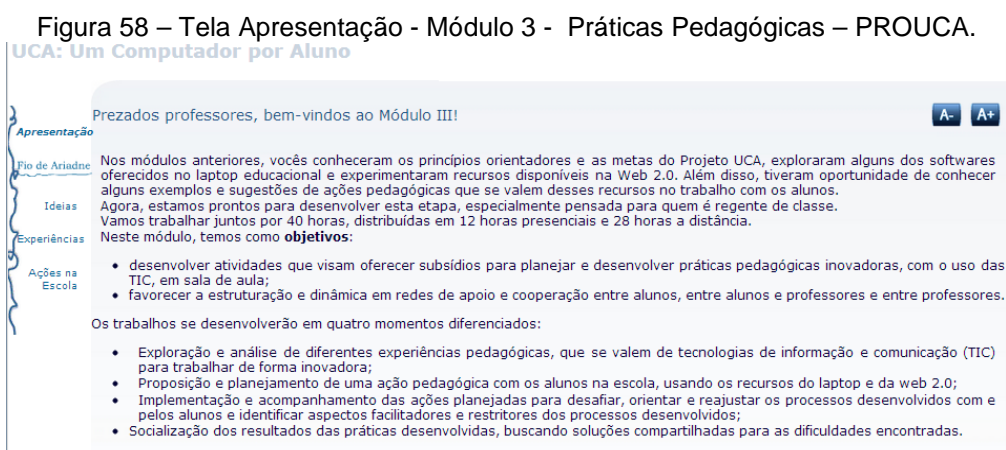 Figura 58 – Tela Apresentação - Módulo 3 - Práticas Pedagógicas – PROUCA.
UCA: Um Computador por Aluno
Prezados professores, bem-vindos ao Módulo III!
A- A+
Apresentação
Fio de Ariadne
Ideias
Experiências
Ações na
Escola
Nos módulos anteriores, vocês conheceram os princípios orientadores e as metas do Projeto UCA, exploraram alguns dos softwares
oferecidos no laptop educacional e experimentaram recursos disponíveis na Web 2.0. Além disso, tiveram oportunidade de conhecer
alguns exemplos e sugestões de ações pedagógicas que se valem desses recursos no trabalho com os alunos.
Agora, estamos prontos para desenvolver esta etapa, especialmente pensada para quem é regente de classe.
Vamos trabalhar juntos por 40 horas, distribuídas em 12 horas presenciais e 28 horas a distância.
Neste módulo, temos como objetivos:
• desenvolver atividades que visam oferecer subsídios para planejar e desenvolver práticas pedagógicas inovadoras, com o uso das
TIC, em sala de aula;
• favorecer a estruturação e dinâmica em redes de apoio e cooperação entre alunos, entre alunos e professores e entre professores.
Os trabalhos se desenvolverão em quatro momentos diferenciados:
• Exploração e análise de diferentes experiências pedagógicas, que se valem de tecnologias de informação e comunicação (TIC)
para trabalhar de forma inovadora;
• Proposição e planejamento de uma ação pedagógica com os alunos na escola, usando os recursos do laptop e da web 2.0;
• Implementação e acompanhamento das ações planejadas para desafiar, orientar e reajustar os processos desenvolvidos com e
pelos alunos e identificar aspectos facilitadores e restritores dos processos desenvolvidos;
• Socialização dos resultados das práticas desenvolvidas, buscando soluções compartilhadas para as dificuldades encontradas.